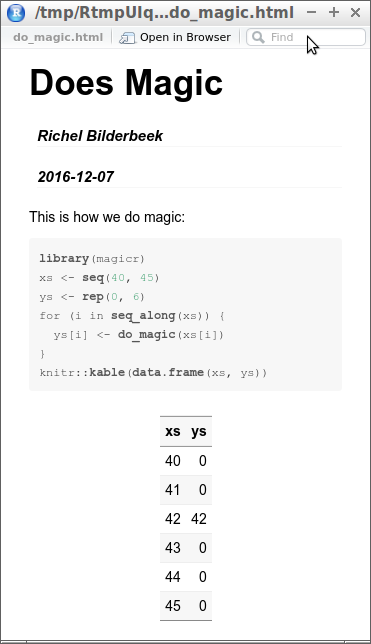 R /tmp/RtmpUIq...do_magic.html
do_magic.html Open in Browser Find
Does Magic
Richel Bilderbeek
2016-12-07
This is how we do magic:
library(magicr)
xs <- seq(40, 45)
ys <- rep(0, 6)
for (i in seq_along(xs)) {
  ys[i] <- do_magic(xs[i])
}
knitr::kable(data.frame(xs, ys))
xs ys
40 0
41 0
42 42
43 0
44 0
45 0